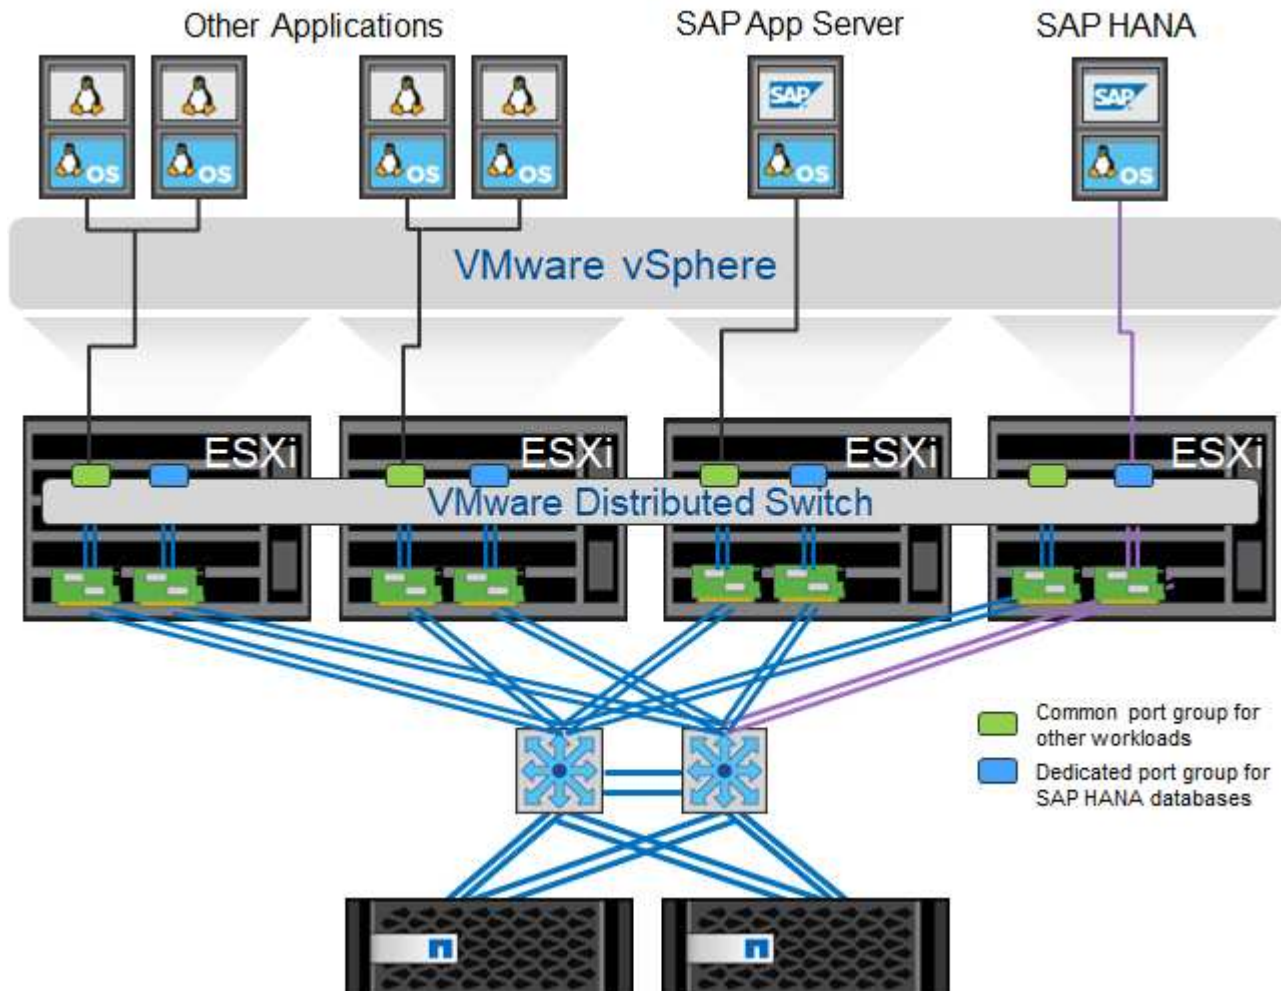 Other Applications
SAP App Server
SAP HANA
SAP
SAP
OS
OS
OS
OS
OS
OS
VMware vSphere
ESXi
ESXi
ESXi
ESXi
VMware Distributed Switch
Common port group for
other workloads
Dedicated port group for
SAP HANA databases